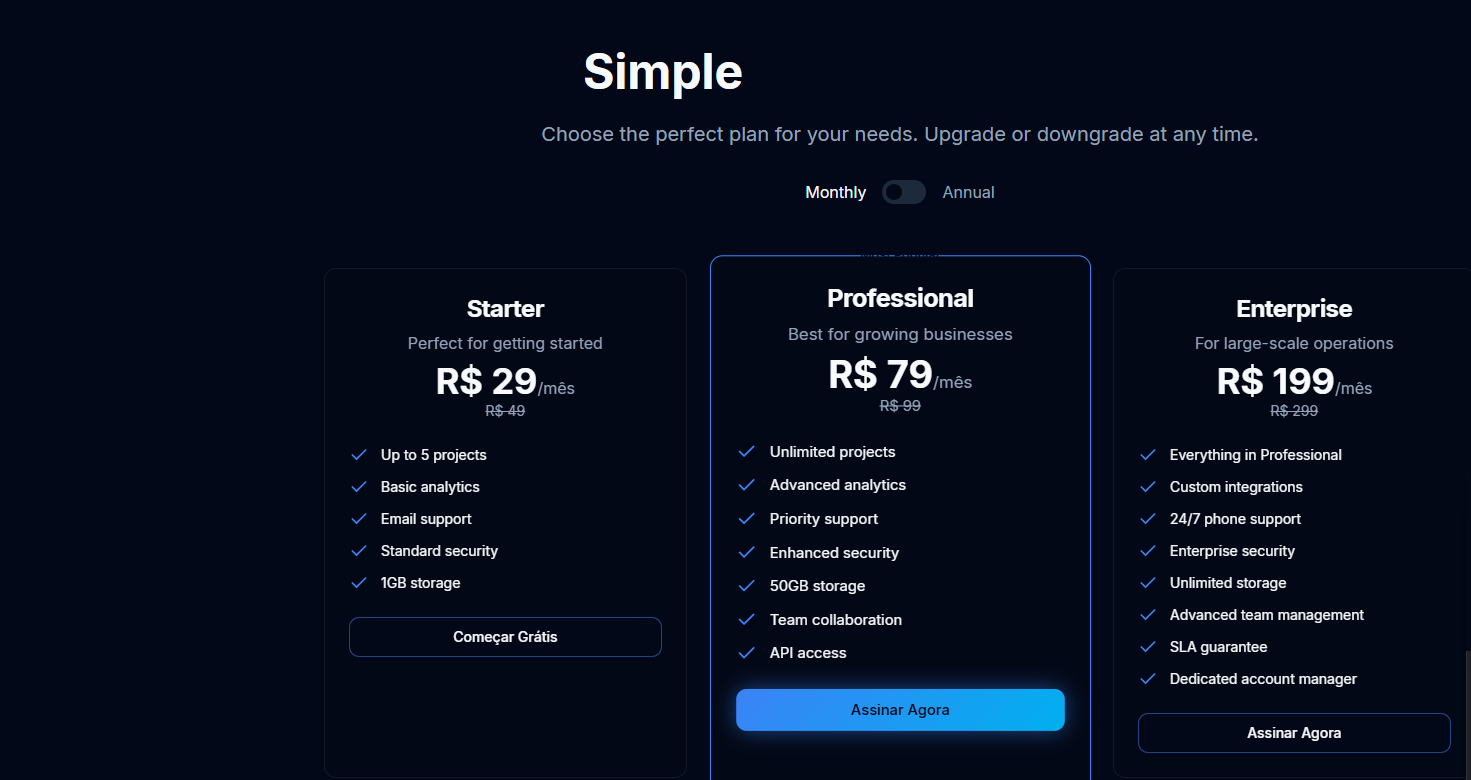 Simple
Choose the perfect plan for your needs. Upgrade or downgrade at any time.
Monthly
Annual
Starter
Perfect for getting started
R$ 29/mês
R$ 49
Up to 5 projects
Basic analytics
Email support
Standard security
1GB storage
Começar Grátis
Professional
Best for growing businesses
R$ 79/mês
R$ 99
Unlimited projects
Advanced analytics
Priority support
Enhanced security
50GB storage
Team collaboration
API access
Assinar Agora
Enterprise
For large-scale operations
R$ 199/mês
R$ 299
Everything in Professional
Custom integrations
24/7 phone support
Enterprise security
Unlimited storage
Advanced team management
SLA guarantee
Dedicated account manager
Assinar Agora